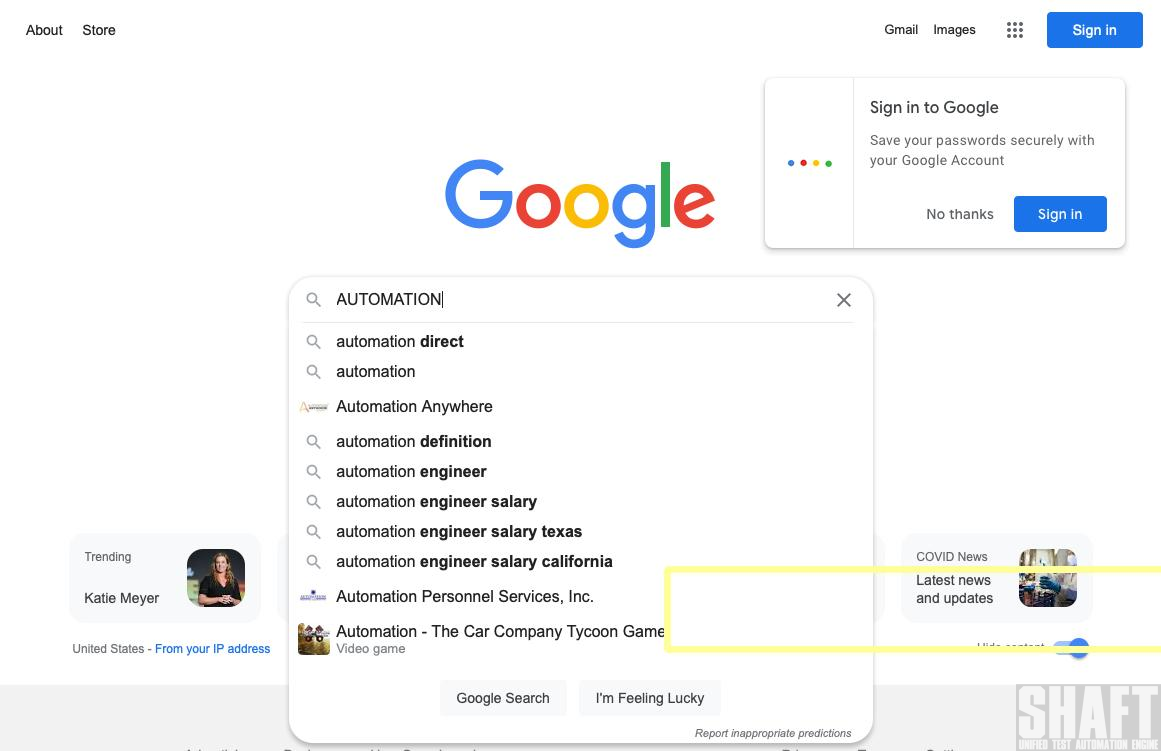 About Store
Gmail Images
Sign in
Sign in to Google
Save your passwords securely with
your Google Account
No thanks
Sign in
Google
AUTOMATION
automation direct
automation
Automation Anywhere
automation definition
automation engineer
automation engineer salary
automation engineer salary texas
automation engineer salary california
Automation Personnel Services, Inc.
Automation - The Car Company Tycoon Game
Video game
Trending
Katie Meyer
COVID News
Latest news
and updates
United States - From your IP address
Hide content
Google Search
I'm Feeling Lucky
Report inappropriate predictions
SHAFT
UNIFIED TEST AUTOMATION ENGINE